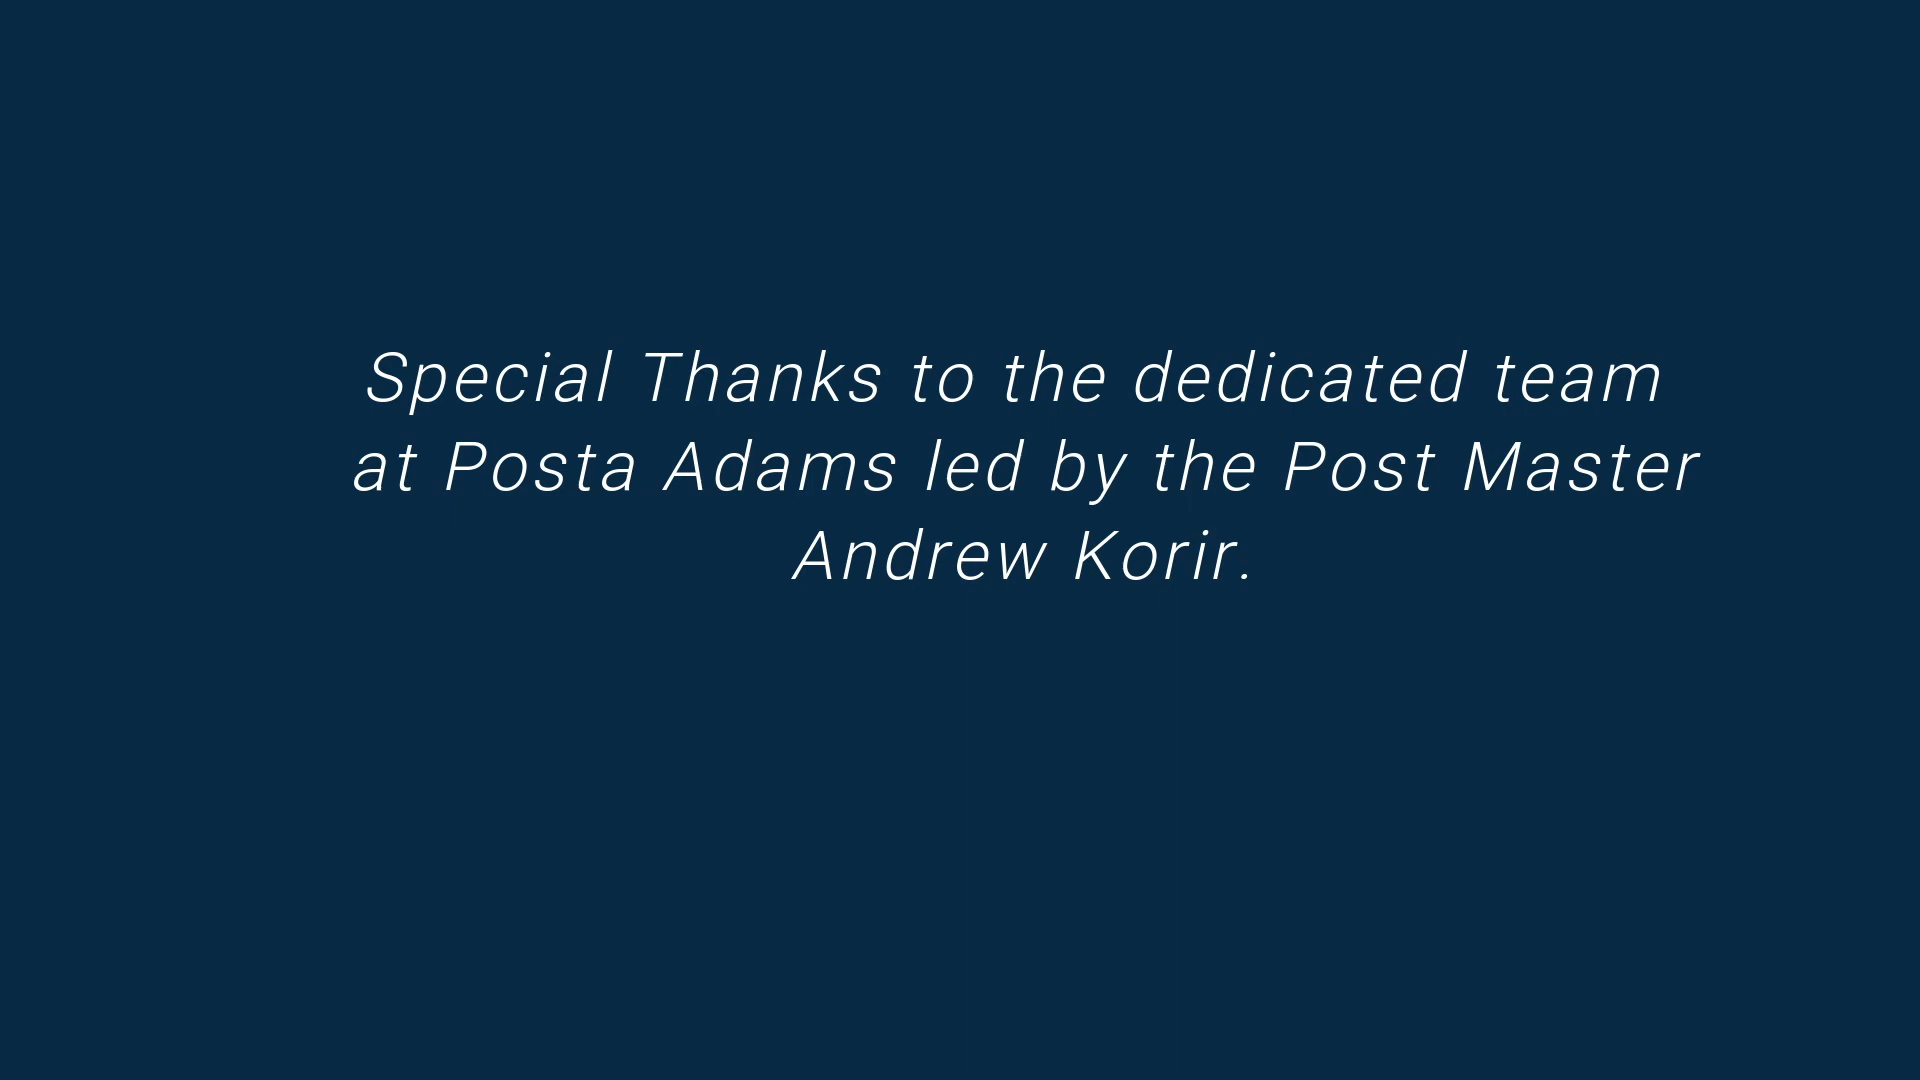 Special Thanks to the dedicated team
at Posta Adams led by the Post Master
Andrew Korir.